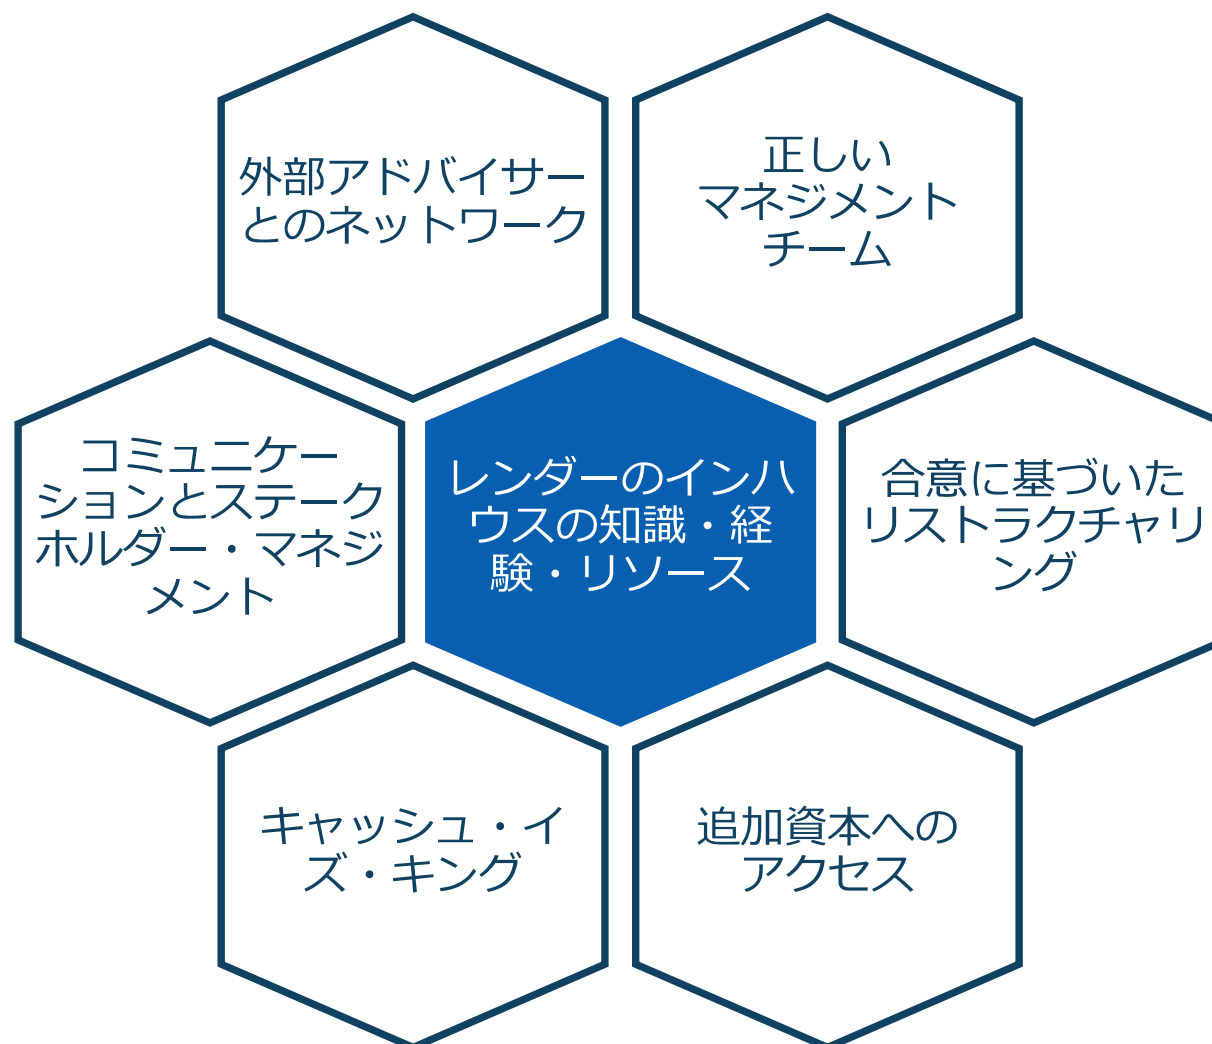 外部アドバイザー
とのネットワーク
正しい
マネジメント
チーム
コミュニケー
ションとステーク
ホルダー・マネジ
メント
レンダーのインハ
ウスの知識・経
験・リソース
合意に基づいた
リストラクチャリ
ング
キャッシュ・イ
ズ・キング
追加資本への
アクセス